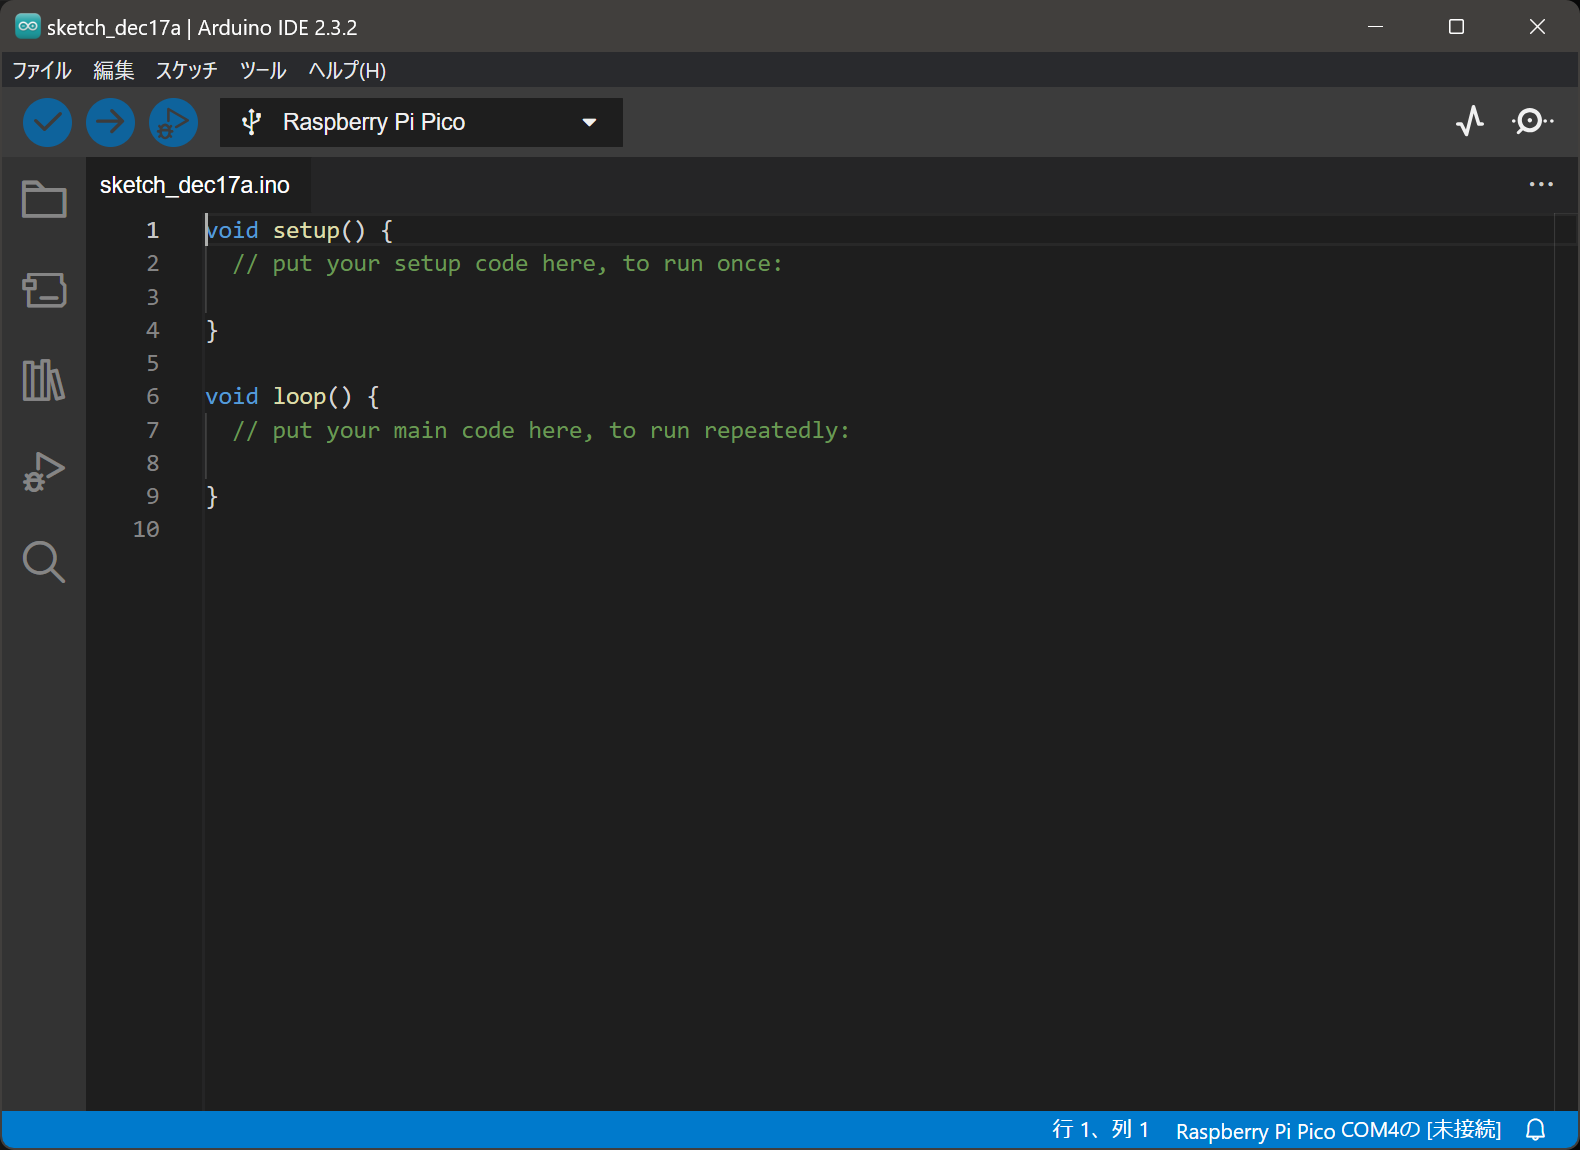 sketch_dec17a | Arduino IDE 2.3.2
ファイル 編集 スケッチ ツール ヘルプ(H)
Raspberry Pi Pico
sketch_dec17a.ino
1 void setup() {
2 // put your setup code here, to run once:
3
4 }
5
6 void loop() {
7 // put your main code here, to run repeatedly:
8
9 }
10
行 1、列 1 Raspberry Pi Pico COM4の [未接続]